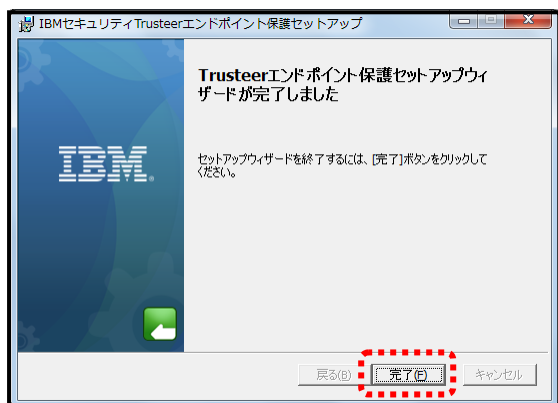 IBMセキュリティTrusteerエンドポイント保護セットアップ
Trusteerエンドポイント保護セットアップウィ
ザードが完了しました
IBM.
セットアップウィザードを終了するには、[完了]ボタンをクリックして
ください。
戻る(B)
完了(F)
キャンセル